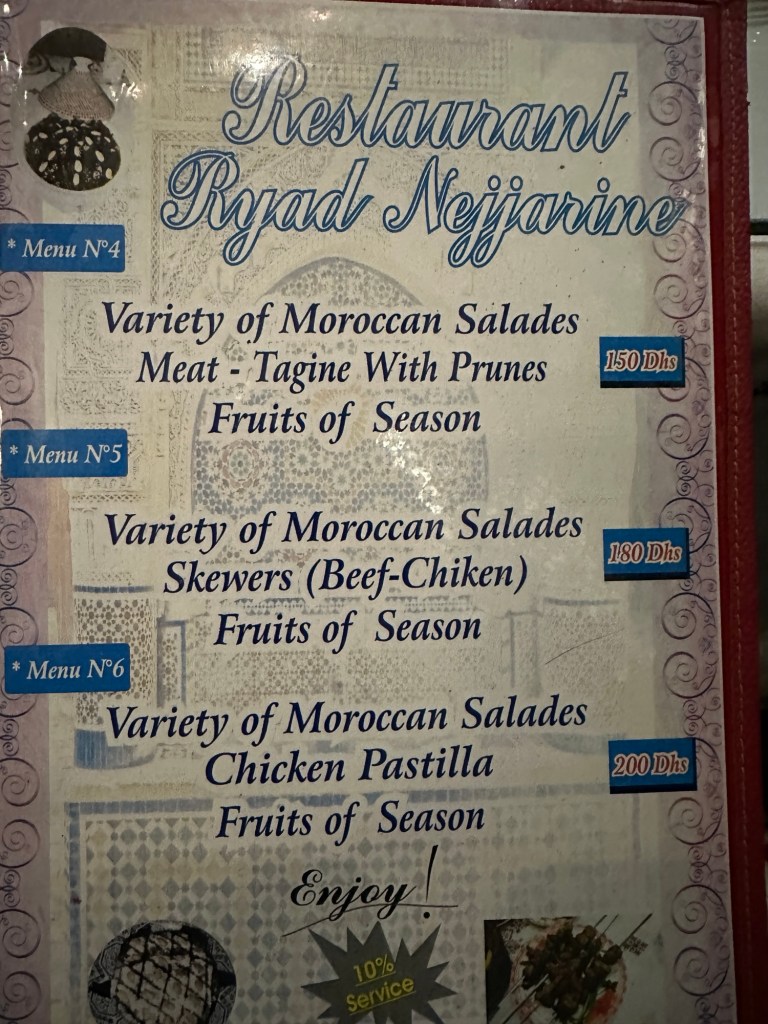 Restaurant
Ryad Nejjarine
* Menu N°4
Variety of Moroccan Salades
Meat - Tagine With Prunes
150 Dhs
Fruits of Season
* Menu N°5
Variety of Moroccan Salades
Skewers (Beef-Chiken)
180 Dhs
Fruits of Season
* Menu N°6
Variety of Moroccan Salades
Chicken Pastilla
200 Dhs
Fruits of Season
Enjoy!
10%
Service